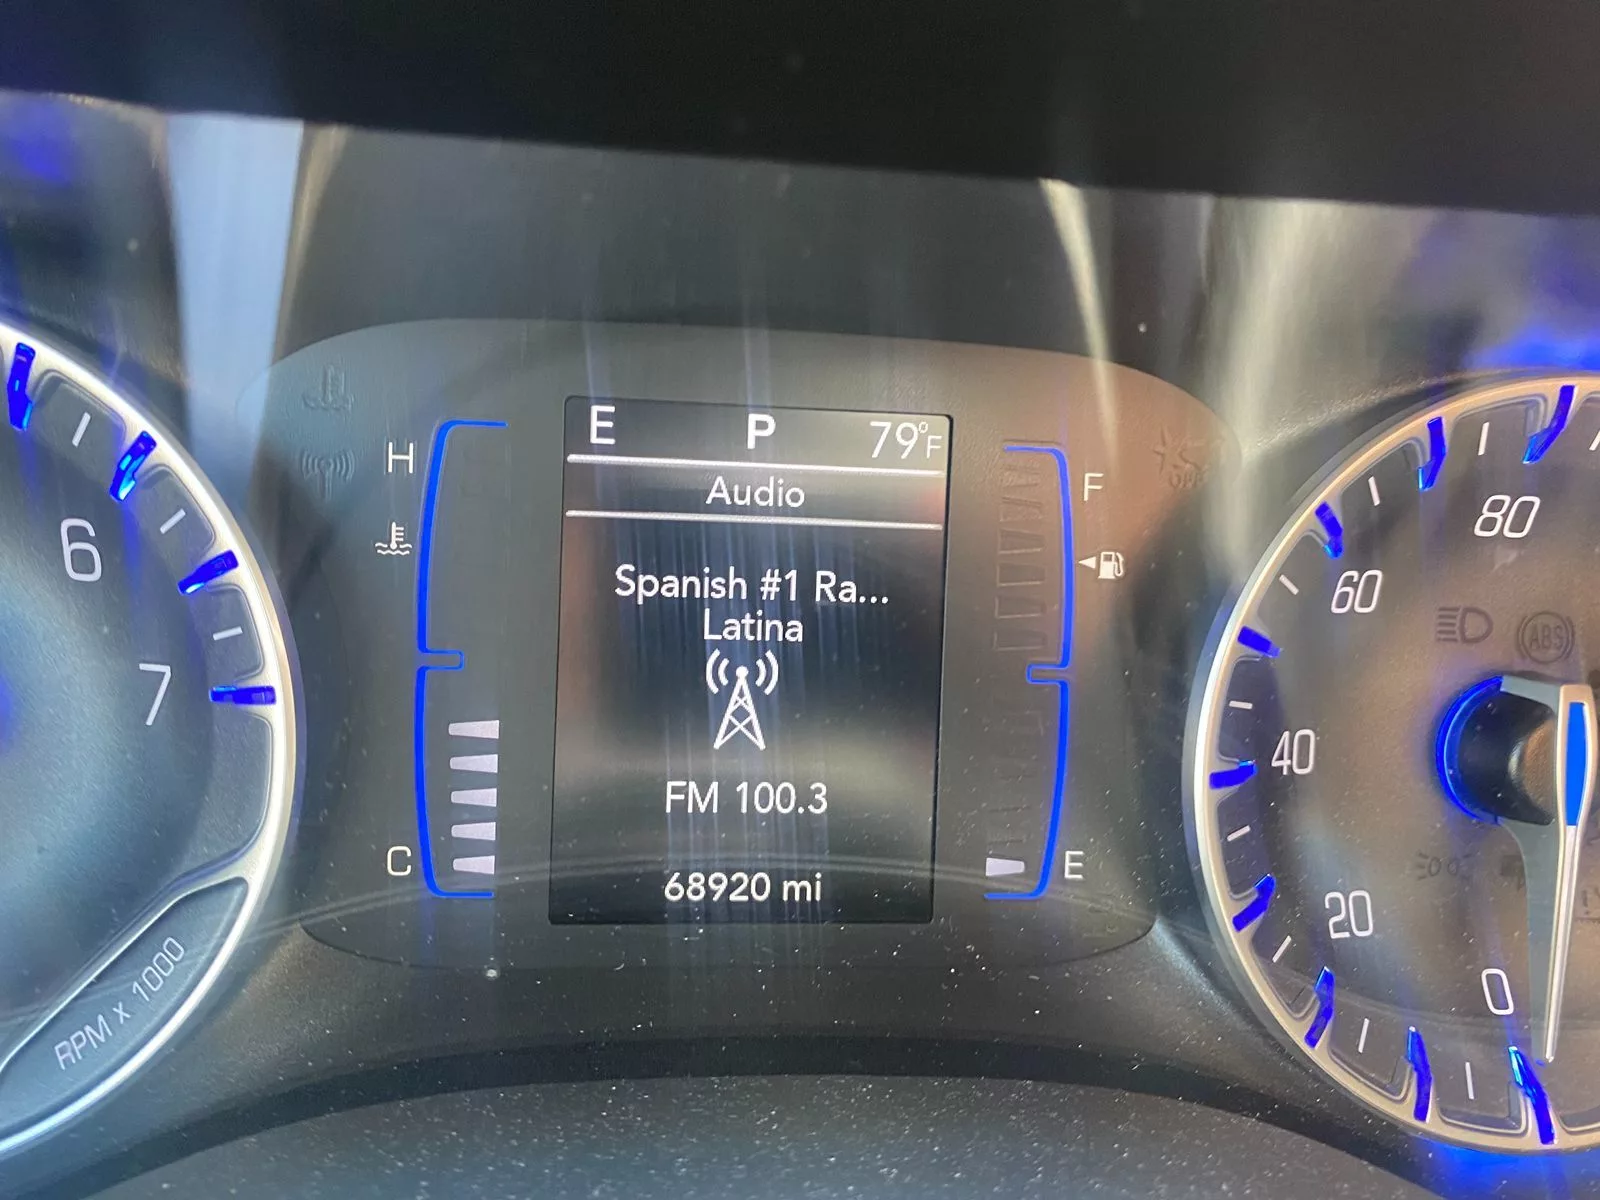 E P 79°F
Audio
Spanish #1 Ra...
Latina
FM 100.3
68920 mi
H
C
F
E
6
7
RPM x 1000
80
60
40
20
0
ABS